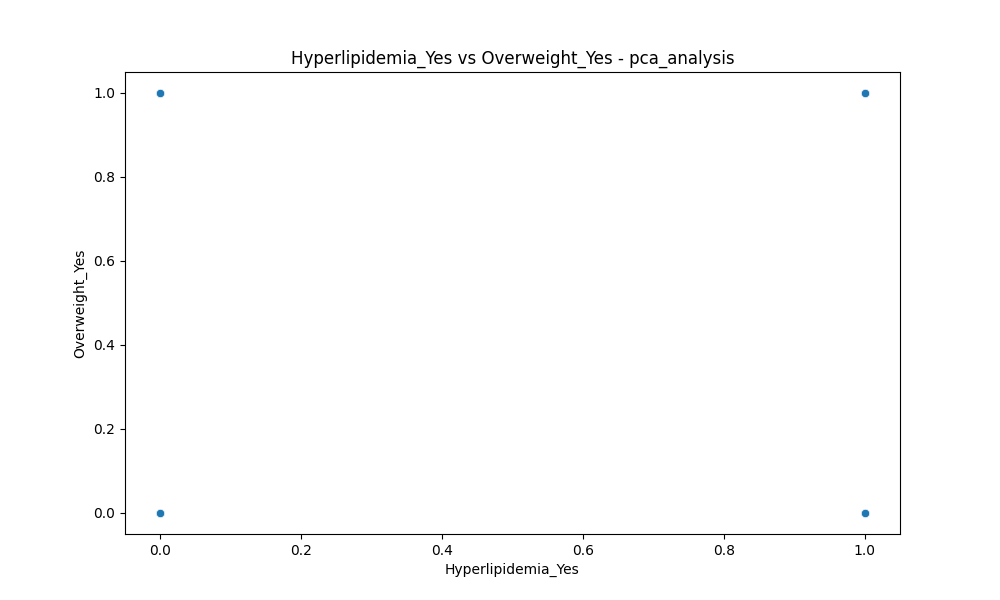 Hyperlipidemia_Yes vs Overweight_Yes - pca_analysis
1.0
0.8
0.6
0.4
0.2
0.0
Overweight_Yes
0.0 0.2 0.4 0.6 0.8 1.0
Hyperlipidemia_Yes